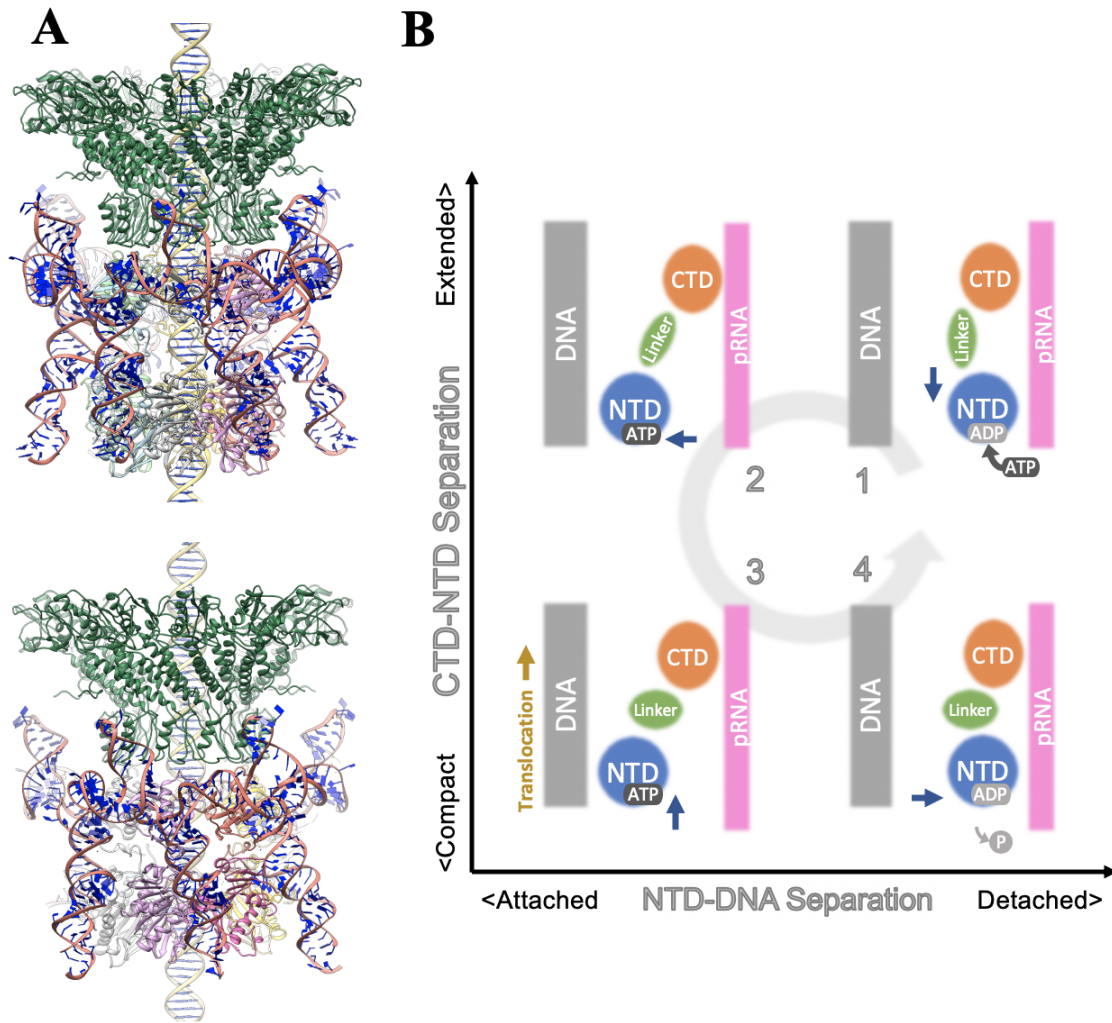 A
B
CTD-NTD Separation
Extended>
<Compact
DNA
CTD
Linker
NTD
ATP
pRNA
DNA
CTD
Linker
NTD
ADP
ATP
pRNA
2
1
3
4
Translocation
DNA
CTD
Linker
NTD
ATP
pRNA
DNA
CTD
Linker
NTD
ADP
P
pRNA
<Attached
NTD-DNA Separation
Detached>